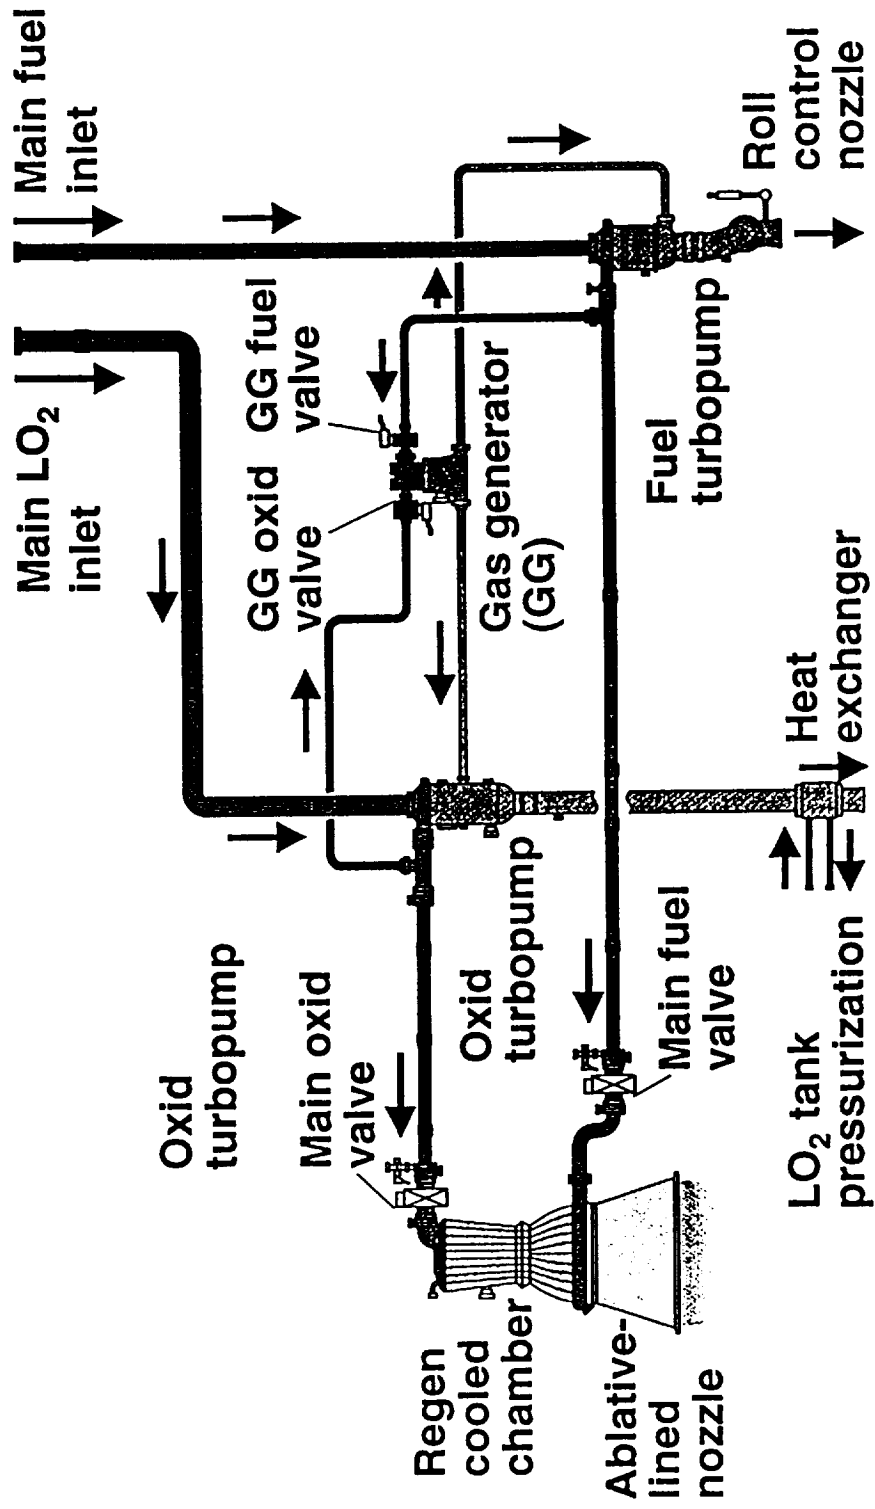 Main LO2
inlet
Main fuel
inlet
Oxid
turbopump
GG oxid
valve
GG fuel
valve
Main oxid
valve
Regen
cooled
chamber
Oxid
turbopump
Gas generator
(GG)
Ablative-
lined
nozzle
Main fuel
valve
Fuel
turbopump
Roll
control
nozzle
LO2 tank
pressurization
Heat
exchanger